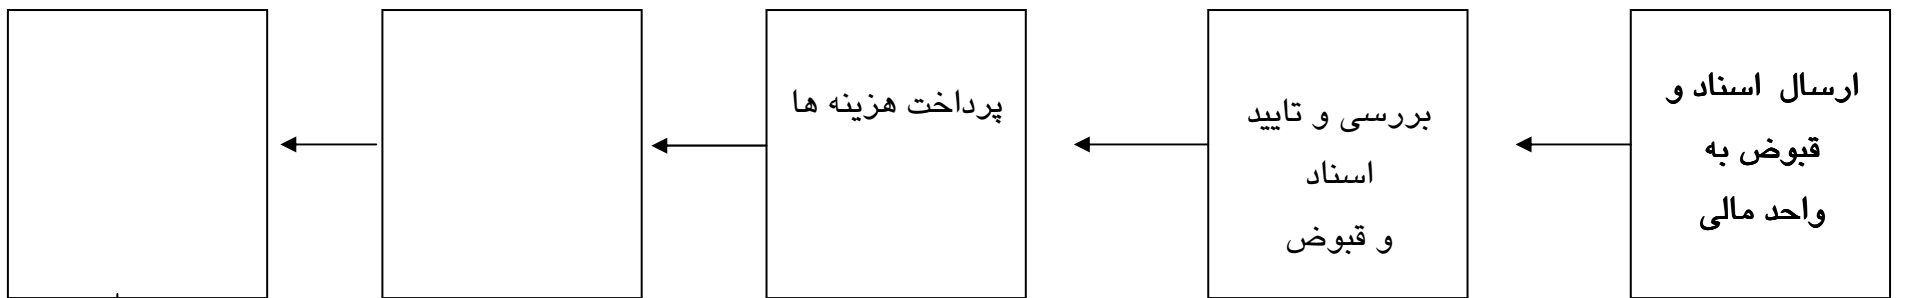 ارسال اسناد و
قبوض به
واحد مالی
بررسی و تایید
اسناد
و قبوض
پرداخت هزینه ها